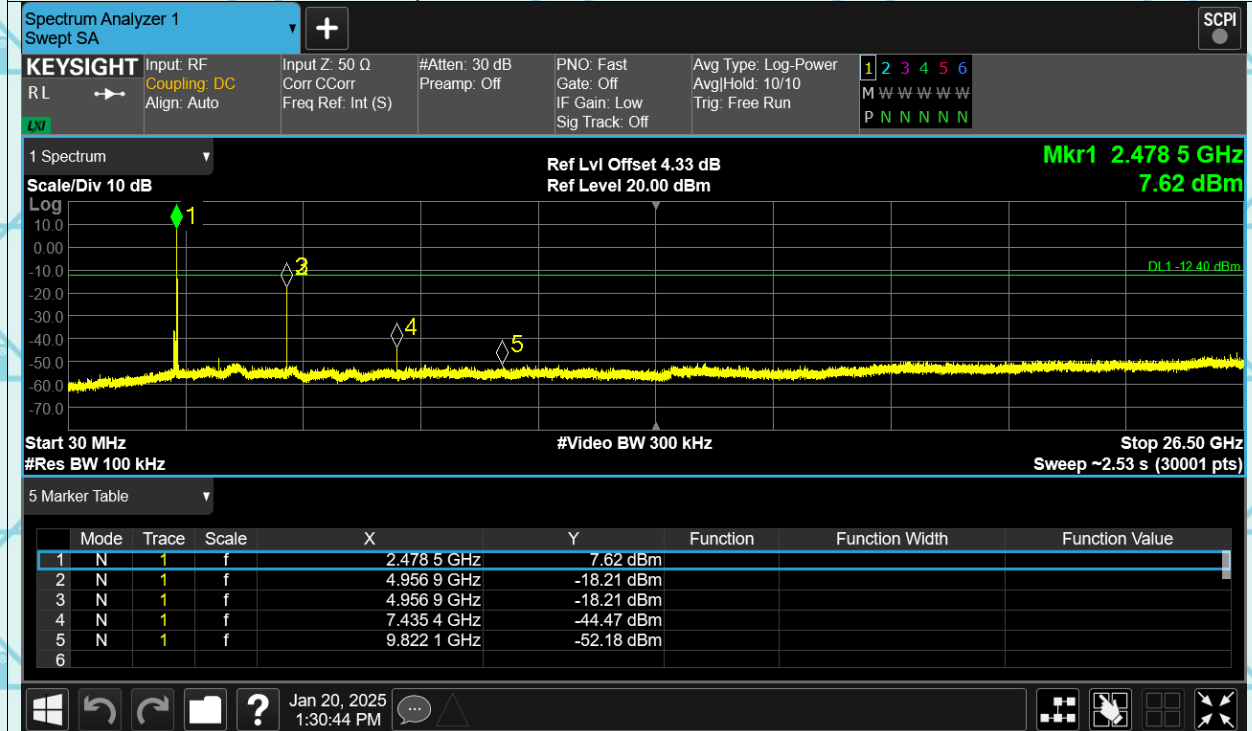 Spectrum Analyzer 1
Swept SA
+
SCPI
KEYSIGHT
RL
LXI
Input: RF
Coupling: DC
Align: Auto
Input Z: 50 Ω
Corr CCorr
Freq Ref: Int (S)
#Atten: 30 dB
Preamp: Off
PNO: Fast
Gate: Off
IF Gain: Low
Sig Track: Off
Avg Type: Log-Power
Avg|Hold: 10/10
Trig: Free Run
1 2 3 4 5 6
M W W W W W
P N N N N N
1 Spectrum
Scale/Div 10 dB
Ref Lvl Offset 4.33 dB
Ref Level 20.00 dBm
Mkr1 2.478 5 GHz
7.62 dBm
Log
10.0
0.00
-10.0
-20.0
-30.0
-40.0
-50.0
-60.0
-70.0
1
3
4
5
DL1 -12.40 dBm
Start 30 MHz
#Video BW 300 kHz
Stop 26.50 GHz
#Res BW 100 kHz
Sweep ~2.53 s (30001 pts)
5 Marker Table
Mode Trace Scale X Y Function Function Width Function Value
1 N 1 f 2.478 5 GHz 7.62 dBm
2 N 1 f 4.956 9 GHz -18.21 dBm
3 N 1 f 4.956 9 GHz -18.21 dBm
4 N 1 f 7.435 4 GHz -44.47 dBm
5 N 1 f 9.822 1 GHz -52.18 dBm
6
?
Jan 20, 2025
1:30:44 PM